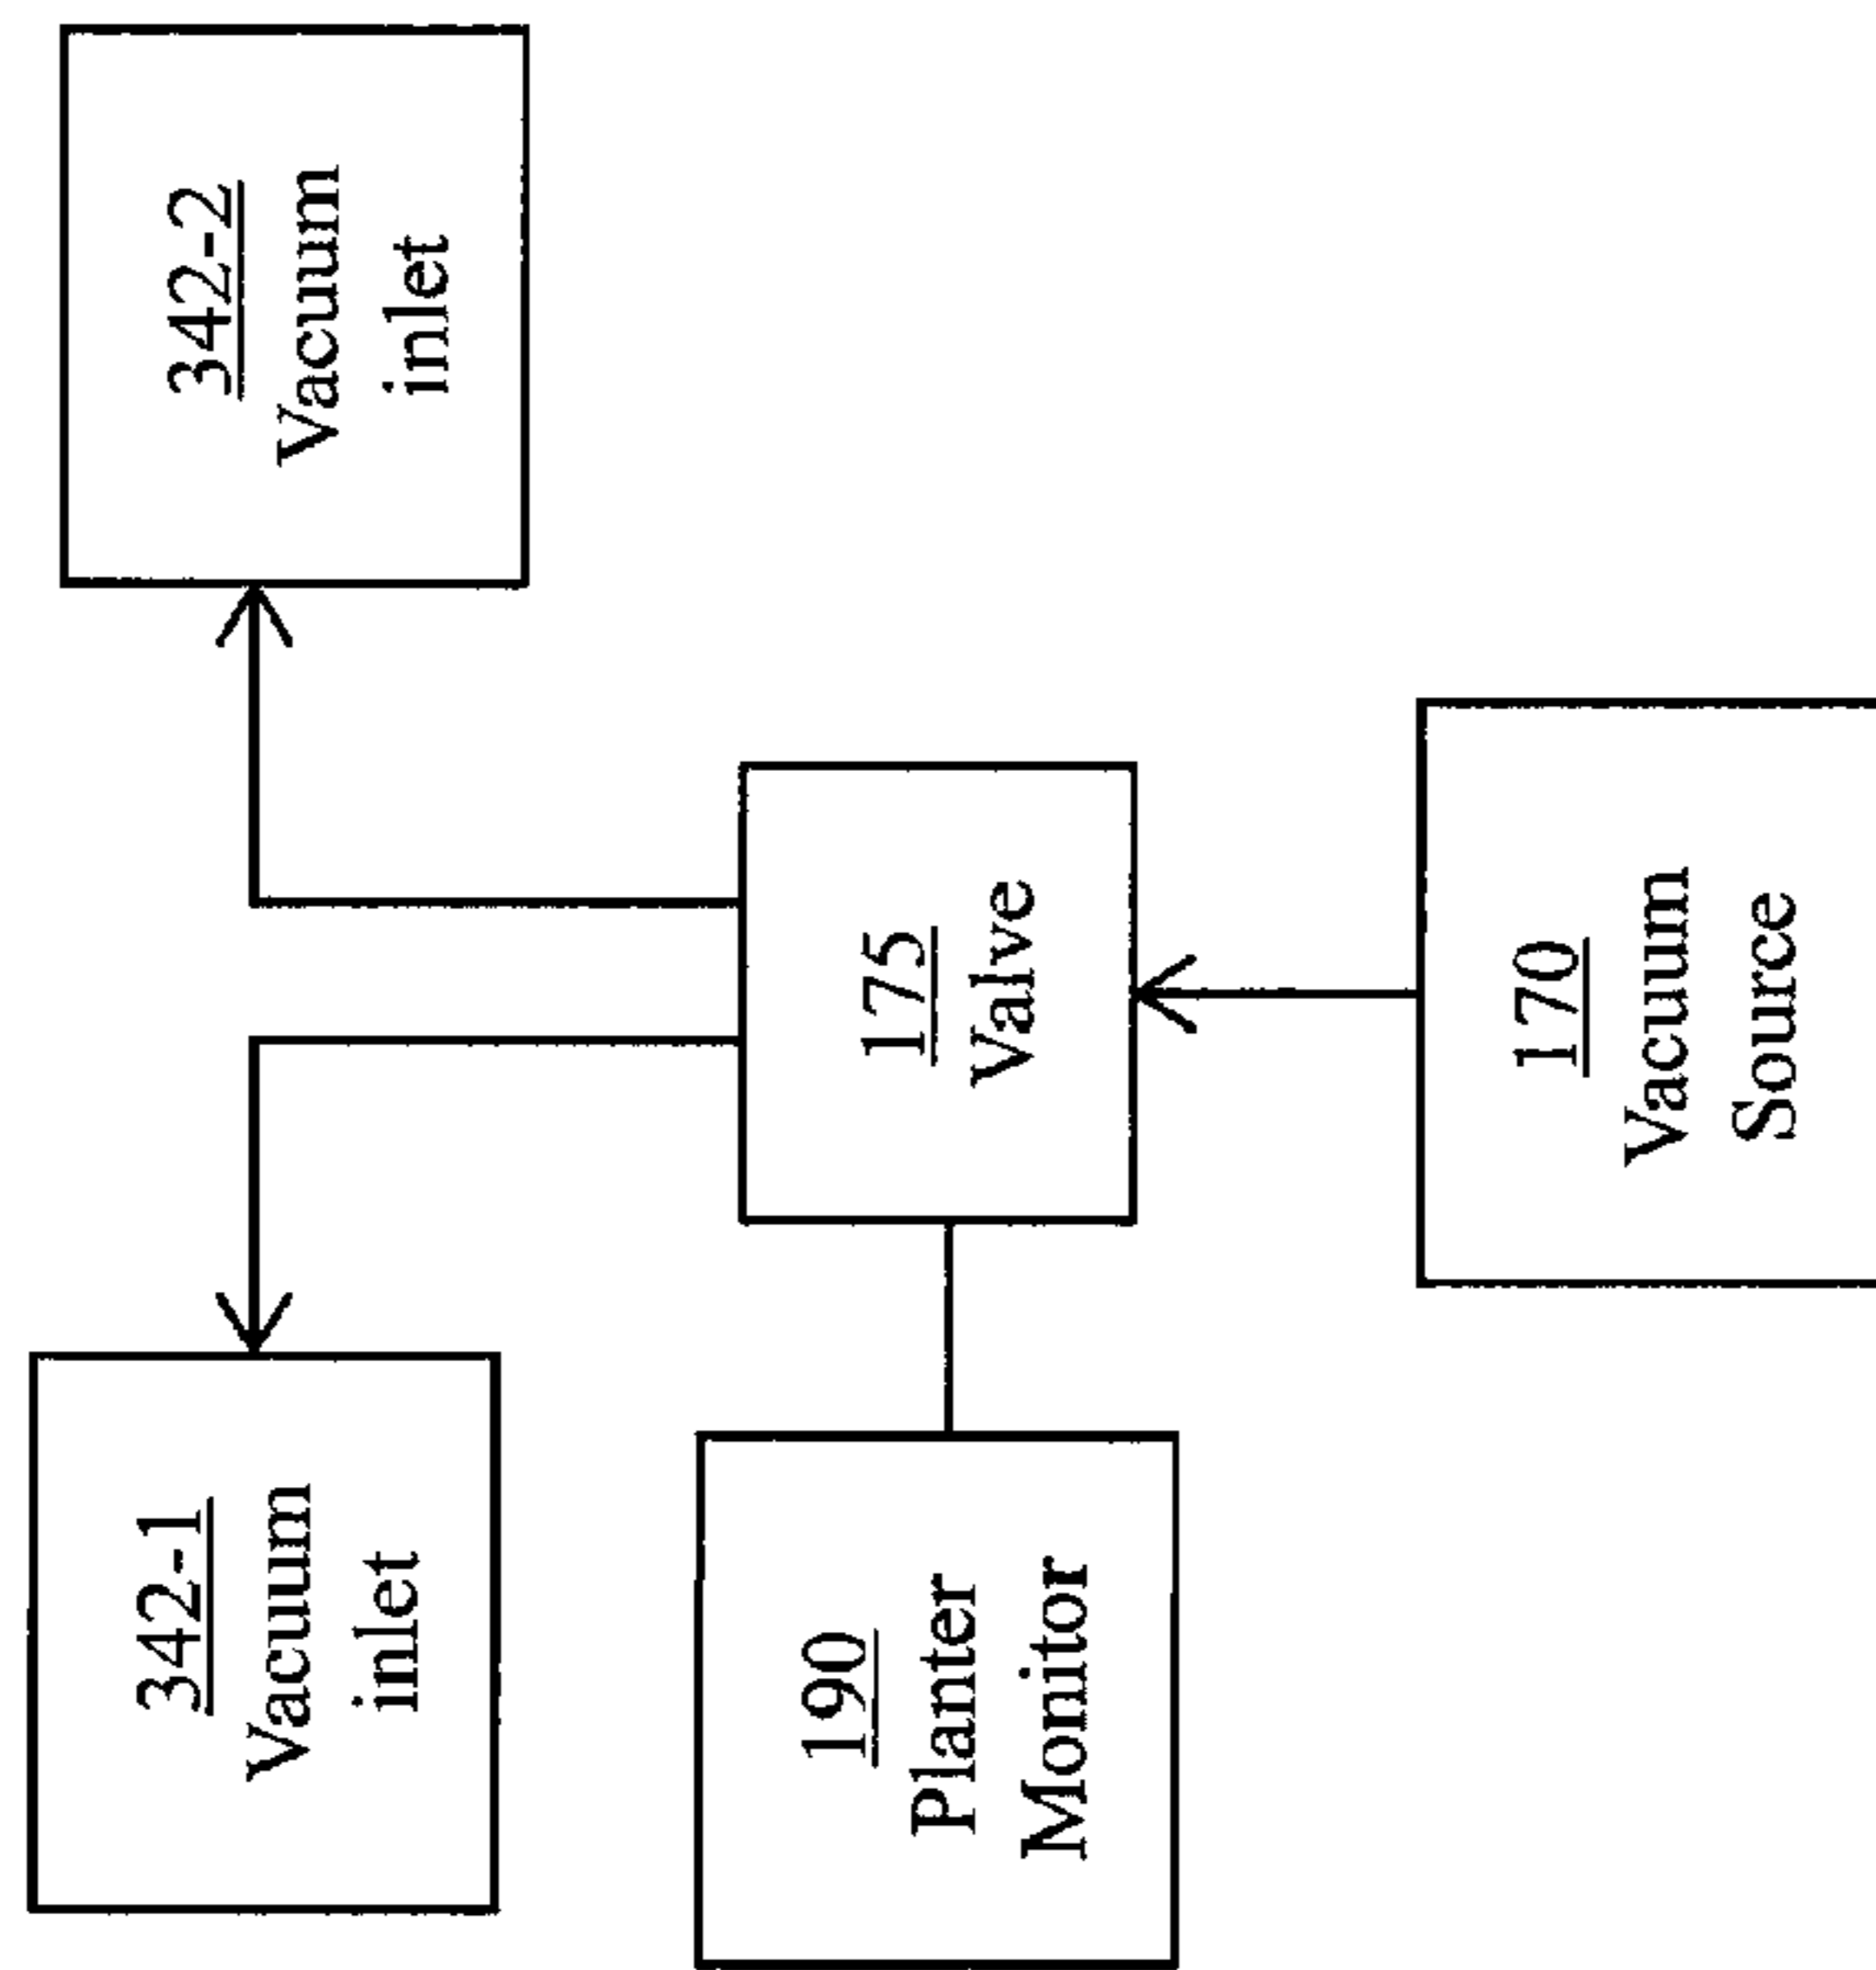 342-1
Vacuum
inlet
342-2
Vacuum
inlet
190
Planter
Monitor
175
Valve
170
Vacuum
Source